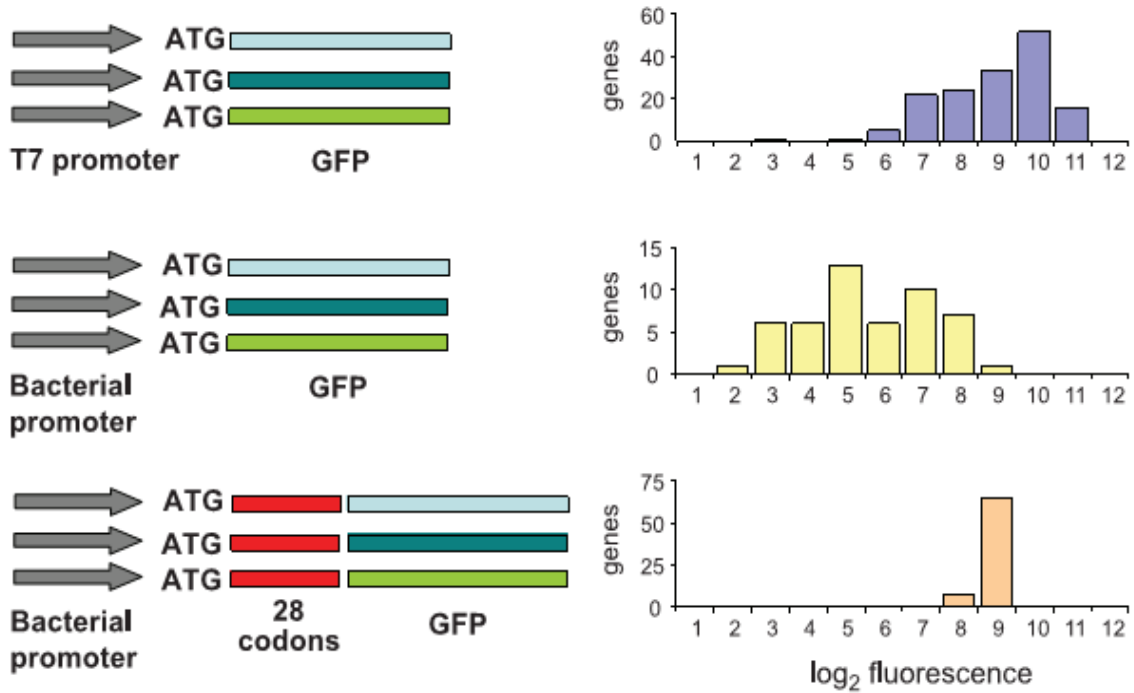 ATG
ATG
ATG
T7 promoter GFP
60
40
20
0
genes
1 2 3 4 5 6 7 8 9 10 11 12
ATG
ATG
ATG
Bacterial
promoter
GFP
15
10
5
0
genes
1 2 3 4 5 6 7 8 9 10 11 12
ATG
ATG
ATG
Bacterial
promoter
28
codons
GFP
75
50
25
0
genes
1 2 3 4 5 6 7 8 9 10 11 12
log2 fluorescence